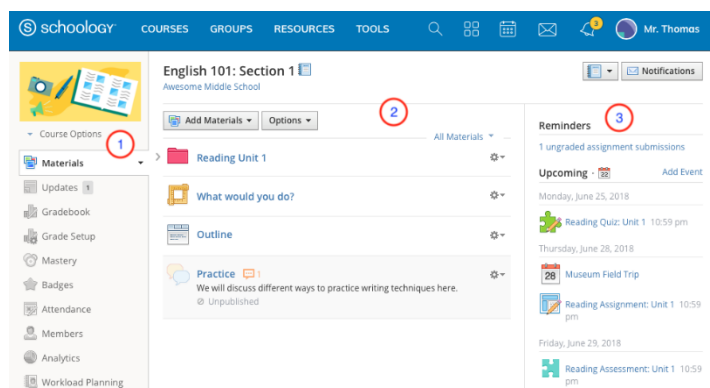 schoology COURSES GROUPS RESOURCES TOOLS 3 Mr. Thomas
English 101: Section 1
Awesome Middle School
Notifications
Course Options
1
Materials
Updates 1
Gradebook
Grade Setup
Mastery
Badges
Attendance
Members
Analytics
Workload Planning
Add Materials Options
2
All Materials
Reading Unit 1
What would you do?
Outline
Practice 1
We will discuss different ways to practice writing techniques here.
Unpublished
Reminders
3
1 ungraded assignment submissions
Upcoming · 22 Add Event
Monday, June 25, 2018
Reading Quiz: Unit 1 10:59 pm
Thursday, June 28, 2018
28 Museum Field Trip
Reading Assignment: Unit 1 10:59
pm
Friday, June 29, 2018
Reading Assessment: Unit 1 10:59
pm